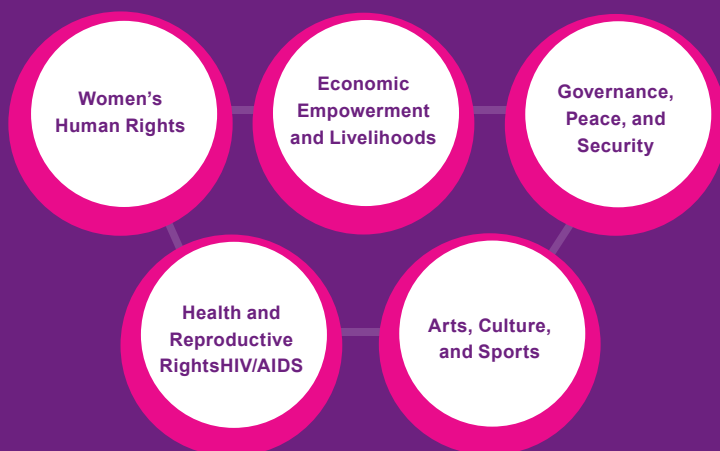 Women's
Human Rights
Economic
Empowerment
and Livelihoods
Governance,
Peace, and
Security
Health and
Reproductive
RightsHIV/AIDS
Arts, Culture,
and Sports